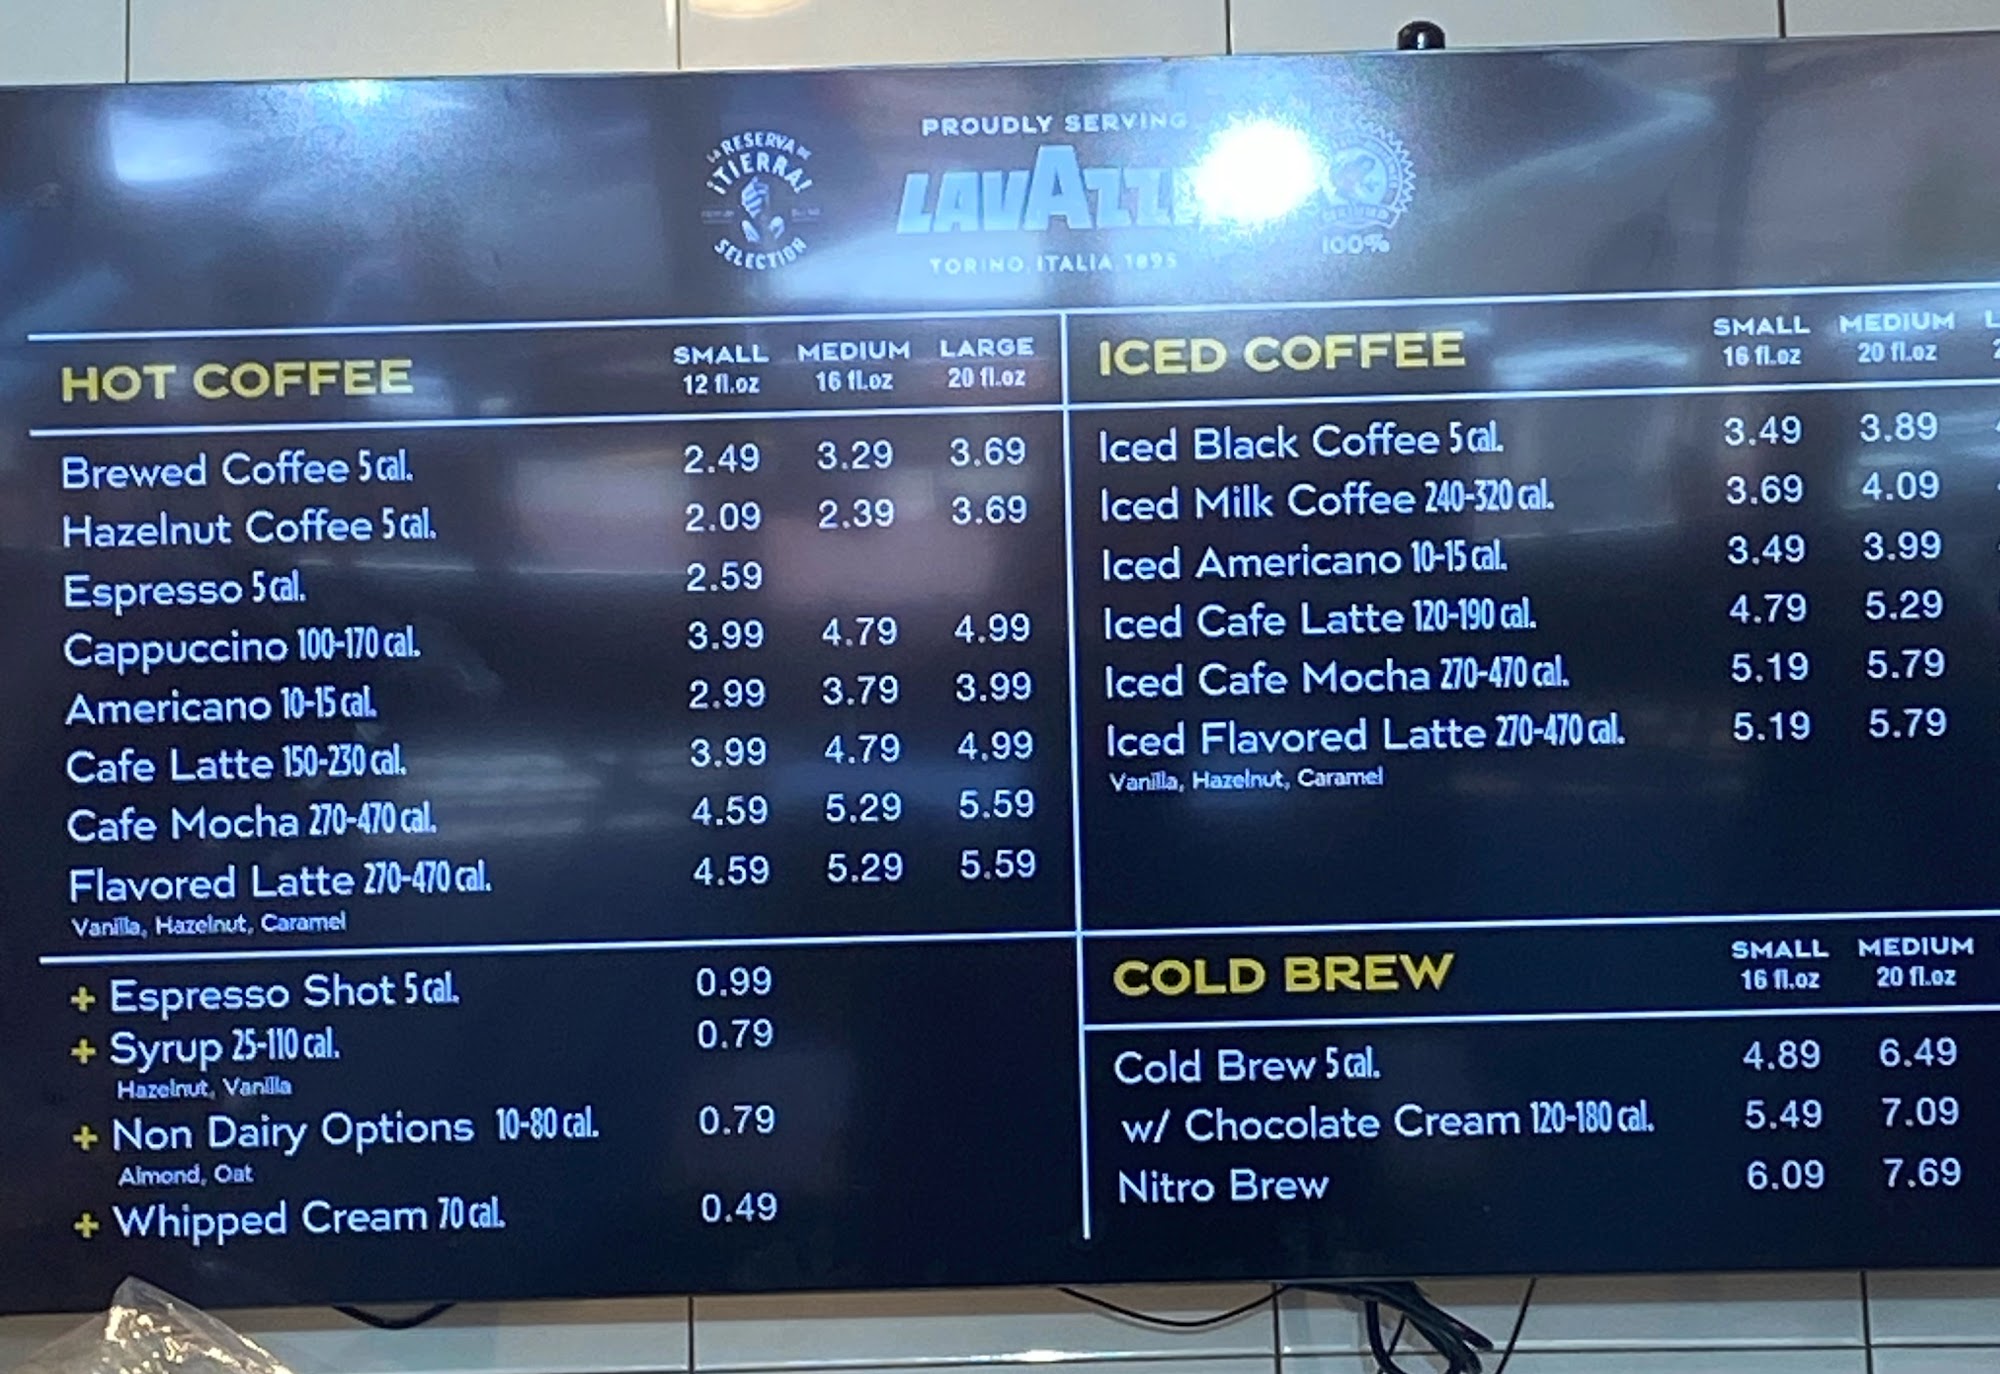 LA RESERVA DE
¡TIERRA!
SELECTION
PROUDLY SERVING
LAVAZZ
TORINO, ITALIA, 1895
100%
HOT COFFEE
SMALL MEDIUM LARGE
12 fl.oz 16 fl.oz 20 fl.oz
Brewed Coffee 5 cal. 2.49 3.29 3.69
Hazelnut Coffee 5 cal. 2.09 2.39 3.69
Espresso 5 cal. 2.59
Cappuccino 100-170 cal. 3.99 4.79 4.99
Americano 10-15 cal. 2.99 3.79 3.99
Cafe Latte 150-230 cal. 3.99 4.79 4.99
Cafe Mocha 270-470 cal. 4.59 5.29 5.59
Flavored Latte 270-470 cal. 4.59 5.29 5.59
Vanilla, Hazelnut, Caramel
+ Espresso Shot 5 cal. 0.99
+ Syrup 25-110 cal. 0.79
Hazelnut, Vanilla
+ Non Dairy Options 10-80 cal. 0.79
Almond, Oat
+ Whipped Cream 70 cal. 0.49
ICED COFFEE
SMALL MEDIUM
16 fl.oz 20 fl.oz
Iced Black Coffee 5 cal. 3.49 3.89
Iced Milk Coffee 240-320 cal. 3.69 4.09
Iced Americano 10-15 cal. 3.49 3.99
Iced Cafe Latte 120-190 cal. 4.79 5.29
Iced Cafe Mocha 270-470 cal. 5.19 5.79
Iced Flavored Latte 270-470 cal. 5.19 5.79
Vanilla, Hazelnut, Caramel
COLD BREW
SMALL MEDIUM
16 fl.oz 20 fl.oz
Cold Brew 5 cal. 4.89 6.49
w/ Chocolate Cream 120-180 cal. 5.49 7.09
Nitro Brew 6.09 7.69